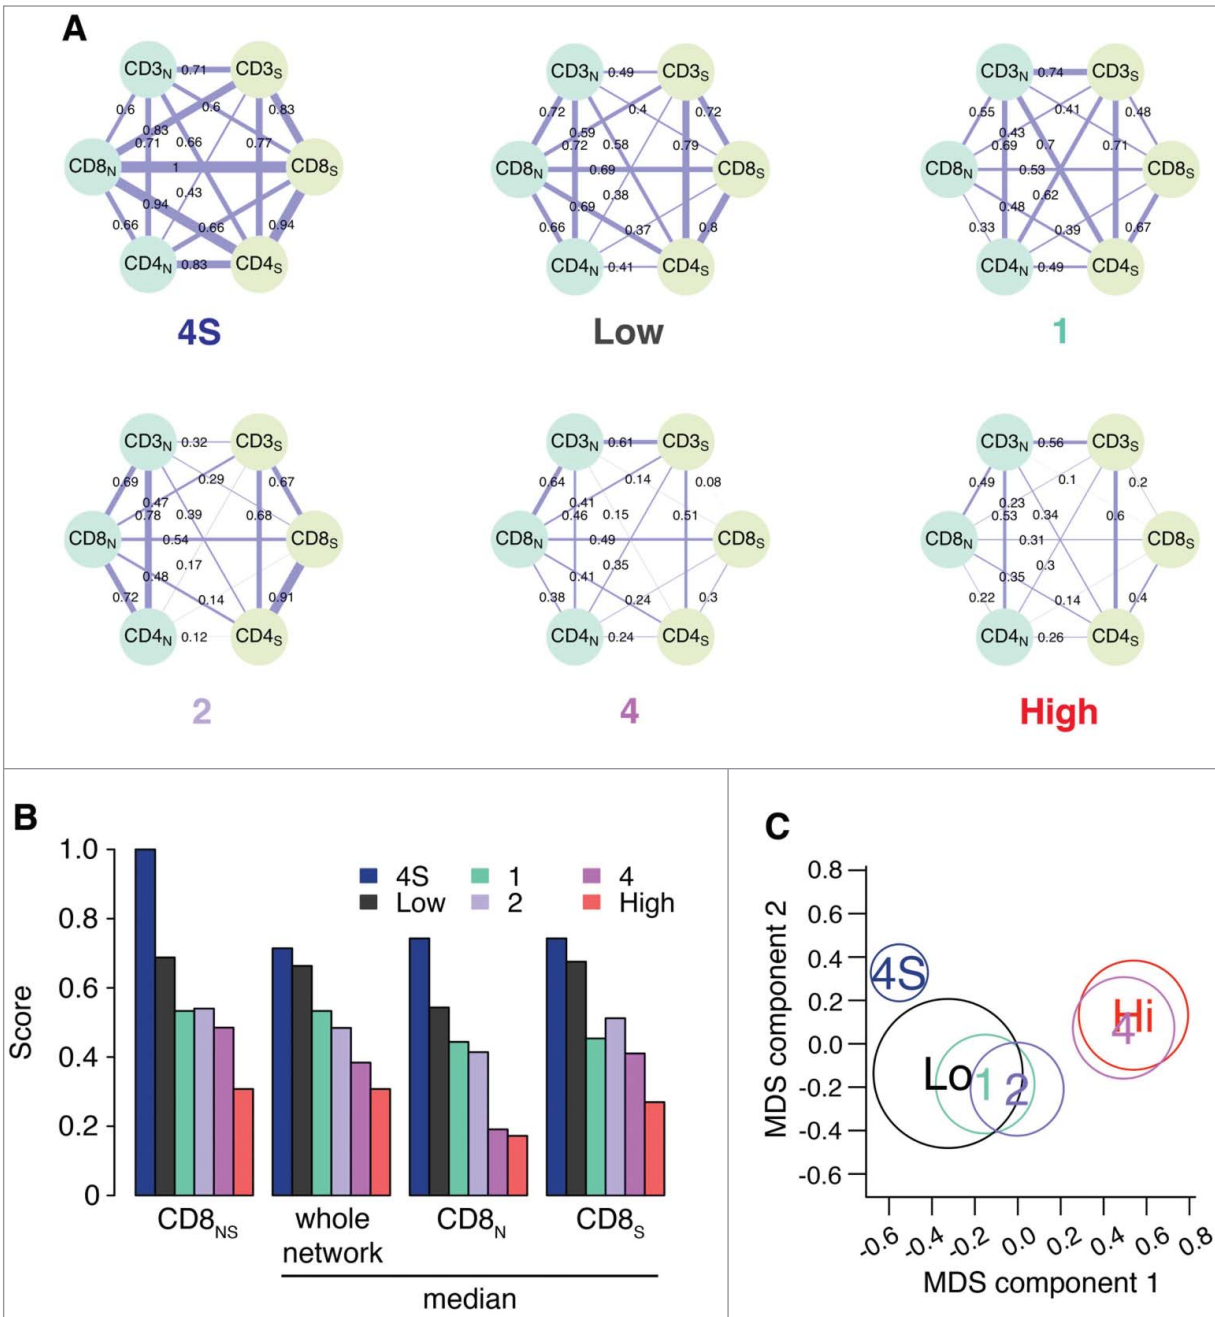 A
CD3N 0.71 CD3S CD3N 0.49 CD3S CD3N 0.74 CD3S
0.6 0.6 0.83 0.72 0.4 0.72 0.55 0.41 0.48
0.83 0.59 0.43
0.71 0.66 0.77 0.72 0.58 0.79 0.69 0.7 0.71
CD8N 1 CD8S CD8N 0.69 CD8S CD8N 0.53 CD8S
0.43 0.38 0.62
0.94 0.69 0.48
0.66 0.66 0.94 0.66 0.37 0.8 0.33 0.39 0.67
CD4N 0.83 CD4S CD4N 0.41 CD4S CD4N 0.49 CD4S
4S Low 1
CD3N 0.32 CD3S CD3N 0.61 CD3S CD3N 0.56 CD3S
0.69 0.29 0.67 0.64 0.14 0.08 0.49 0.1 0.2
0.47 0.41 0.23
0.78 0.39 0.68 0.46 0.15 0.51 0.53 0.34 0.6
CD8N 0.54 CD8S CD8N 0.49 CD8S CD8N 0.31 CD8S
0.17 0.35 0.3
0.48 0.41 0.35
0.72 0.14 0.91 0.38 0.24 0.3 0.22 0.14 0.4
CD4N 0.12 CD4S CD4N 0.24 CD4S CD4N 0.26 CD4S
2 4 High
B
Score
1.0
0.8
0.6
0.4
0.2
0
4S 1 4
Low 2 High
CD8NS whole CD8N CD8S
network
median
C
MDS component 2
0.8
0.6
0.4
0.2
0.0
-0.2
-0.4
-0.6
4S
Hi
4
Lo 1 2
-0.6 -0.4 -0.2 0.0 0.2 0.4 0.6 0.8
MDS component 1